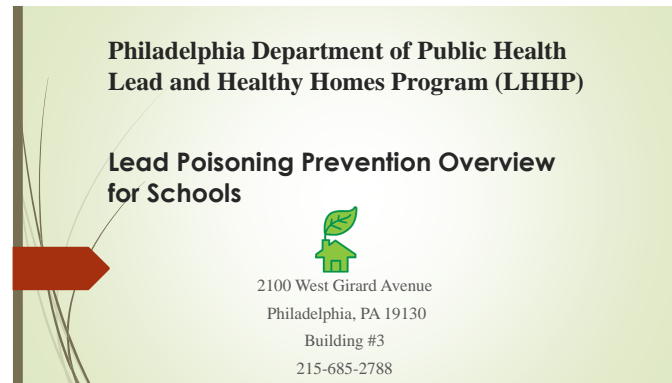 Philadelphia Department of Public Health
Lead and Healthy Homes Program (LHHP)
Lead Poisoning Prevention Overview
for Schools
2100 West Girard Avenue
Philadelphia, PA 19130
Building #3
215-685-2788